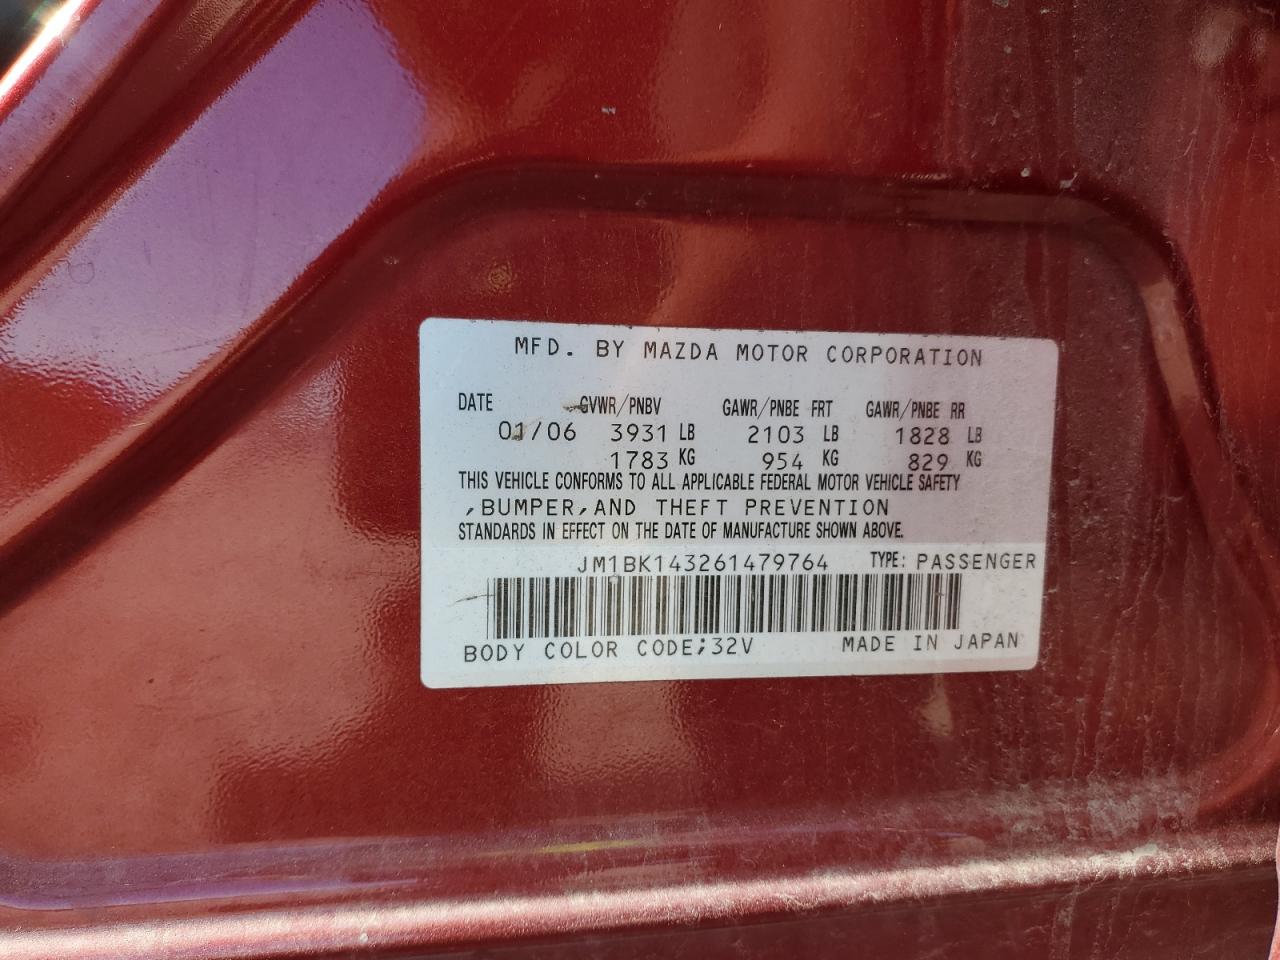 MFD. BY MAZDA MOTOR CORPORATION
DATE GVWR/PNBV GAWR/PNBE FRT GAWR/PNBE RR
01/06 3931 LB 2103 LB 1828 LB
1783 KG 954 KG 829 KG
THIS VEHICLE CONFORMS TO ALL APPLICABLE FEDERAL MOTOR VEHICLE SAFETY
,BUMPER,AND THEFT PREVENTION
STANDARDS IN EFFECT ON THE DATE OF MANUFACTURE SHOWN ABOVE.
JM1BK143261479764 TYPE: PASSENGER
BODY COLOR CODE;32V MADE IN JAPAN